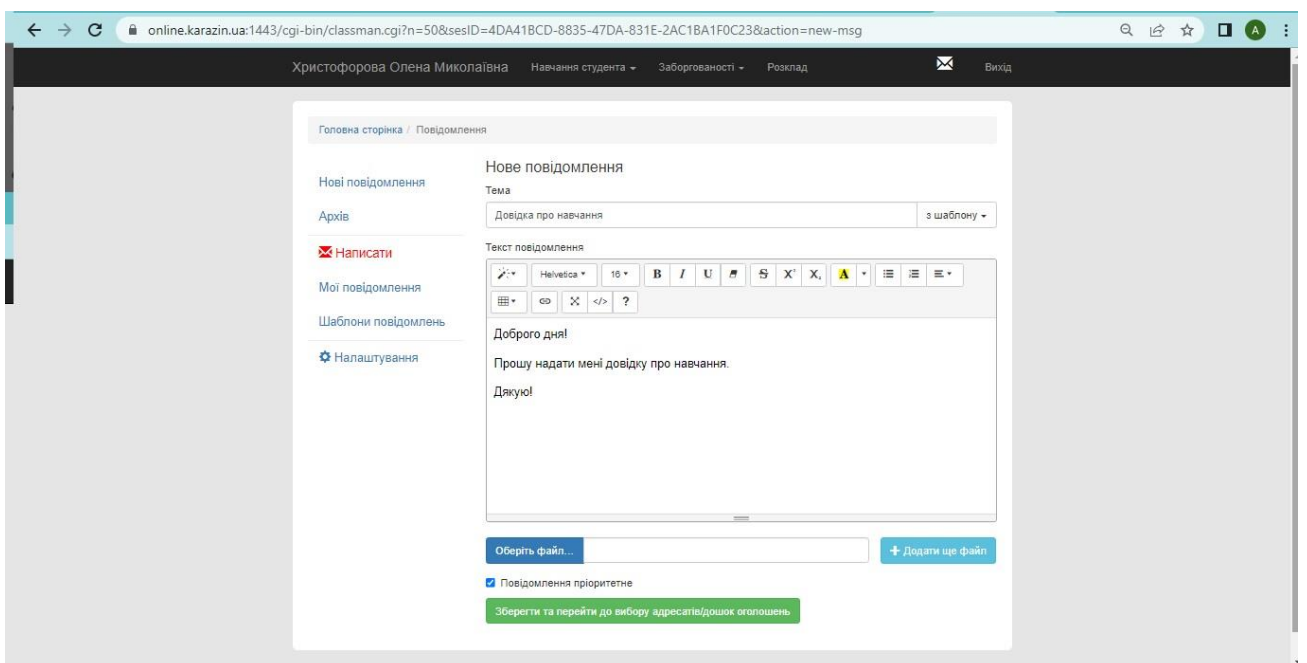 online.karazin.ua:1443/cgi-bin/classman.cgi?n=50&sesID=4DA41BCD-8835-47DA-831E-2AC1BA1F0C23&action=new-msg
A
Христофорова Олена Миколаївна Навчання студента Заборгованості Розклад Вихід
Головна сторінка / Повідомлення
Нові повідомлення
Архів
Написати
Мої повідомлення
Шаблони повідомлень
Налаштування
Нове повідомлення
Тема
Довідка про навчання з шаблону
Текст повідомлення
Helvetica 16 B I U S X² X₂ A
</> ?
Доброго дня!
Прошу надати мені довідку про навчання.
Дякую!
Оберіть файл... + Додати ще файл
Повідомлення пріоритетне
Зберегти та перейти до вибору адресатів/дошок оголошень